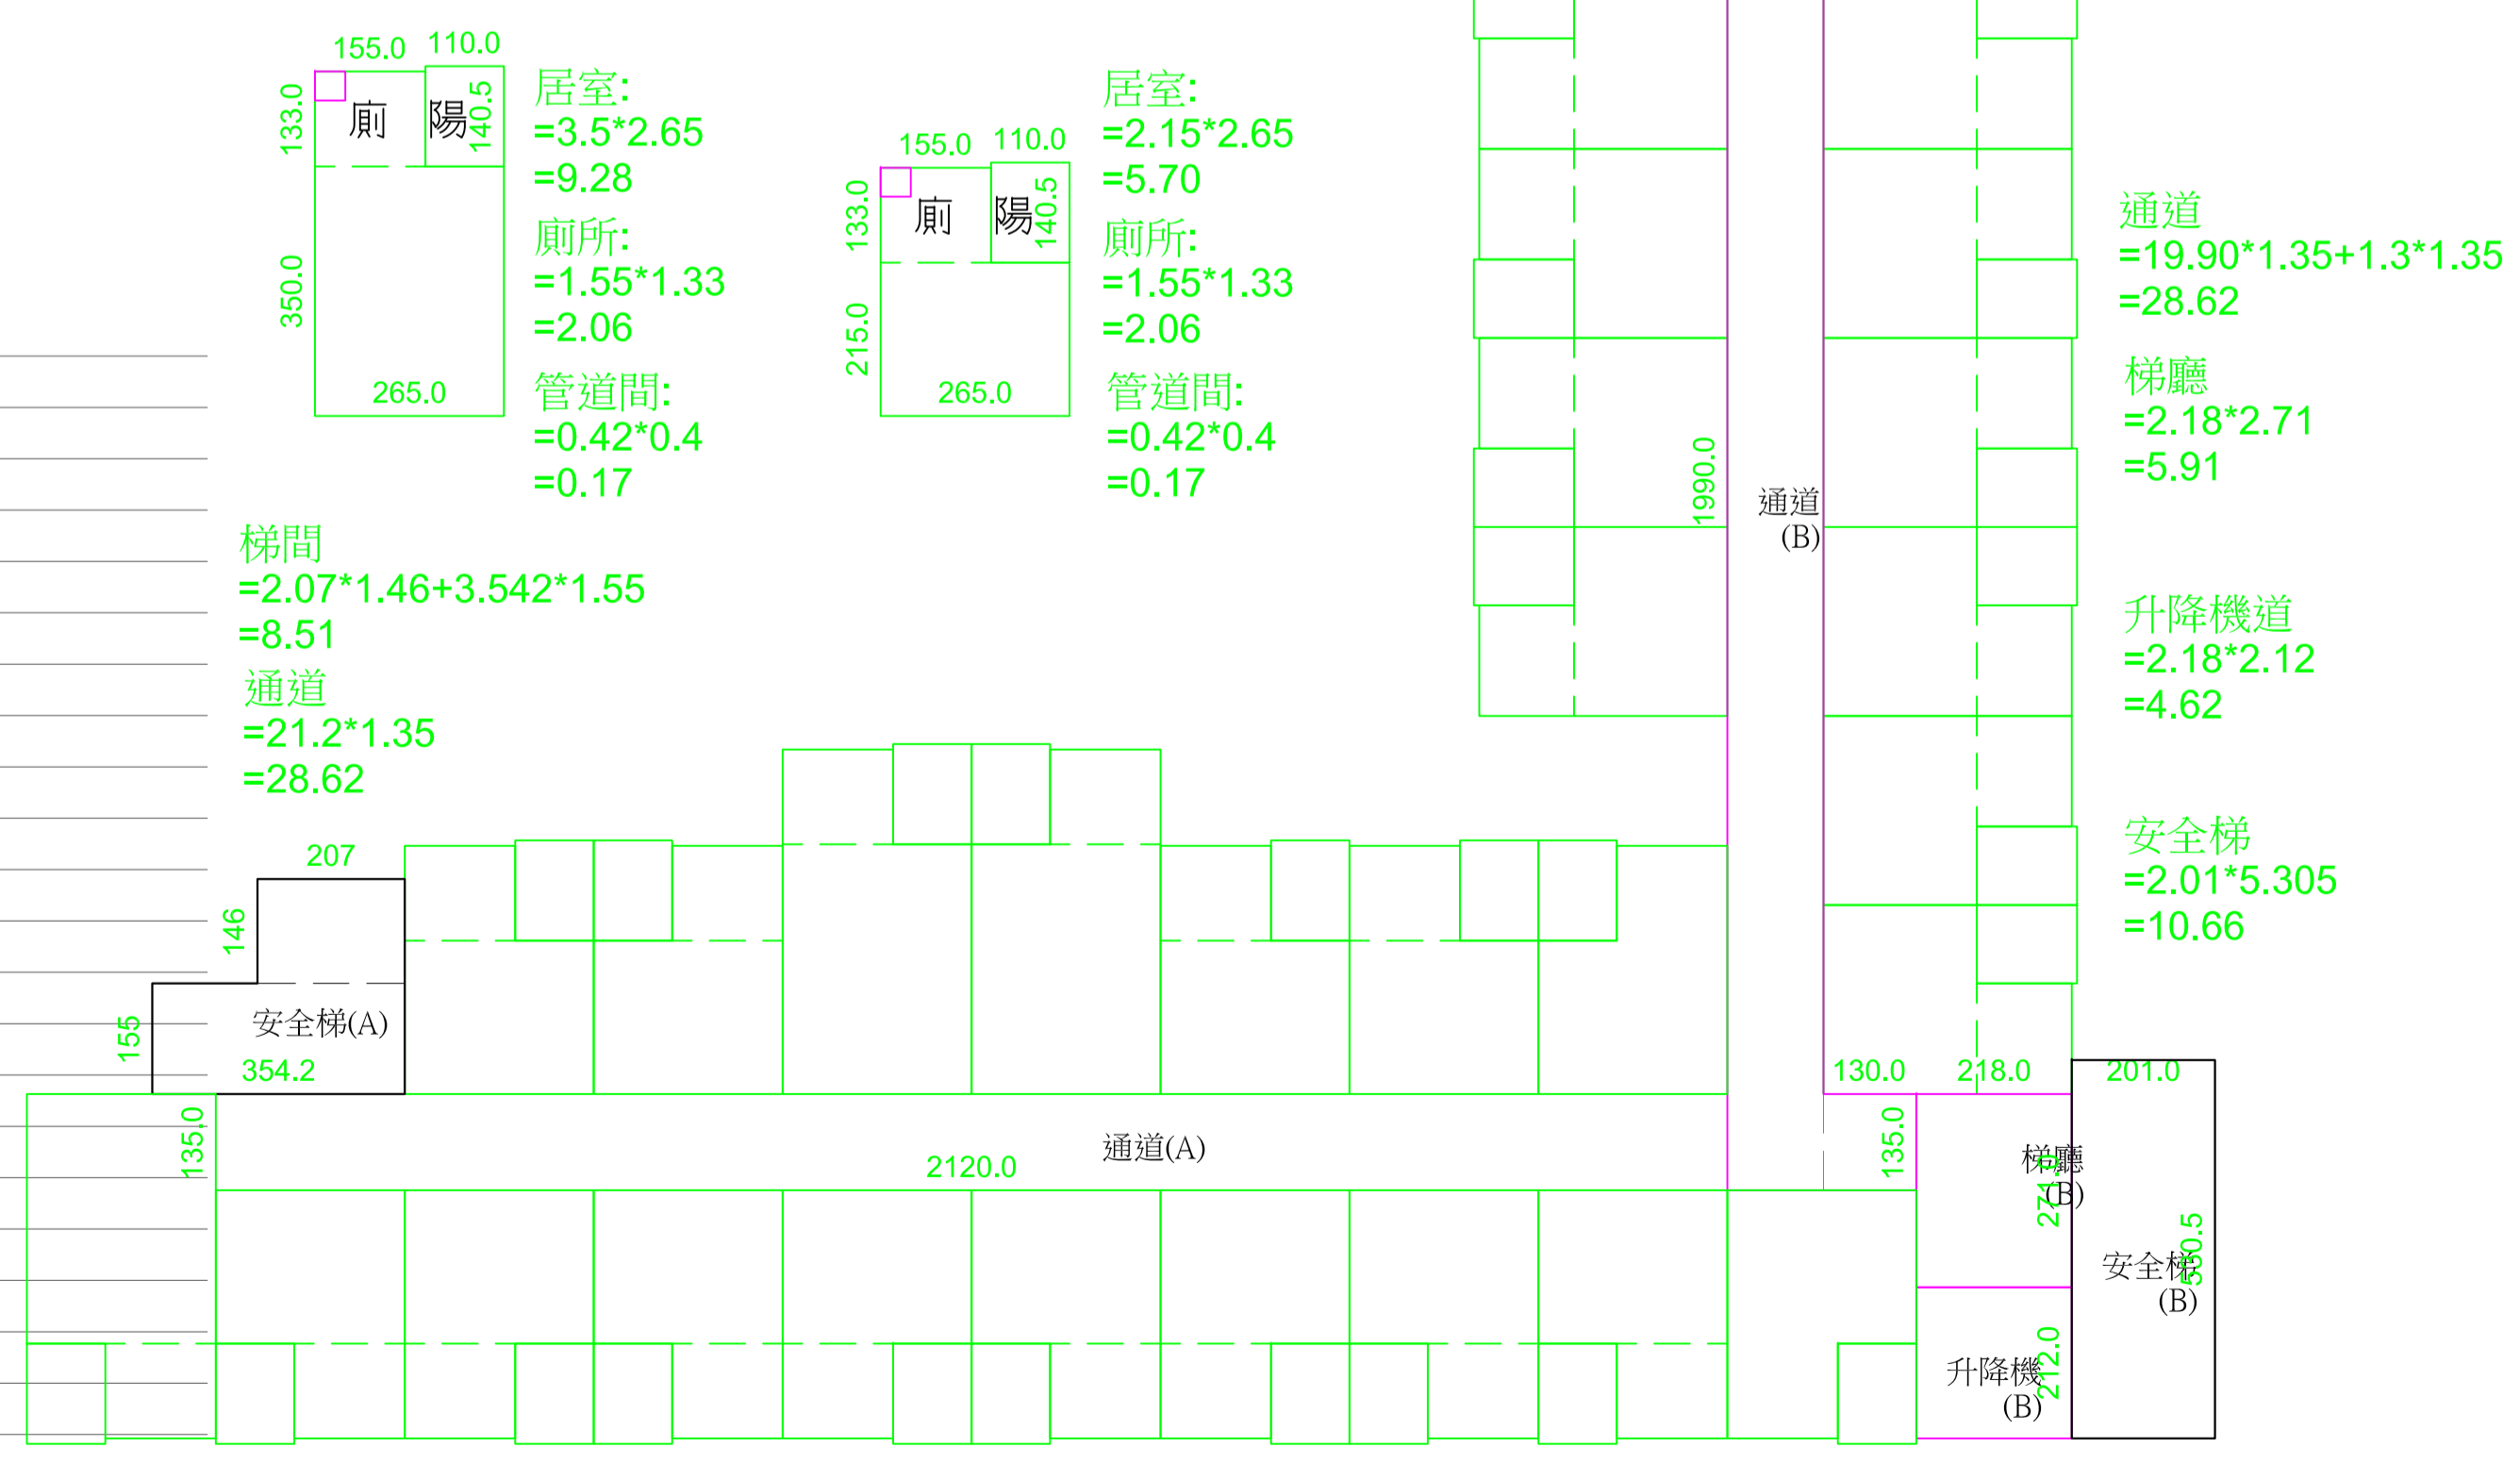 155.0
110.0
133.0
廁
陽
140.5
350.0
265.0
居室:
=3.5*2.65
=9.28
廁所:
=1.55*1.33
=2.06
管道間:
=0.42*0.4
=0.17
155.0
110.0
133.0
廁
陽
140.5
215.0
265.0
居室:
=2.15*2.65
=5.70
廁所:
=1.55*1.33
=2.06
管道間:
=0.42*0.4
=0.17
1990.0
通道
(B)
通道
=19.90*1.35+1.3*1.35
=28.62
梯廳
=2.18*2.71
=5.91
升降機道
=2.18*2.12
=4.62
安全梯
=2.01*5.305
=10.66
梯間
=2.07*1.46+3.542*1.55
=8.51
通道
=21.2*1.35
=28.62
207
146
155
安全梯(A)
354.2
135.0
通道(A)
2120.0
130.0
218.0
201.0
135.0
梯廳
(B)
271.0
安全梯
(B)
530.5
升降機
(B)
212.0